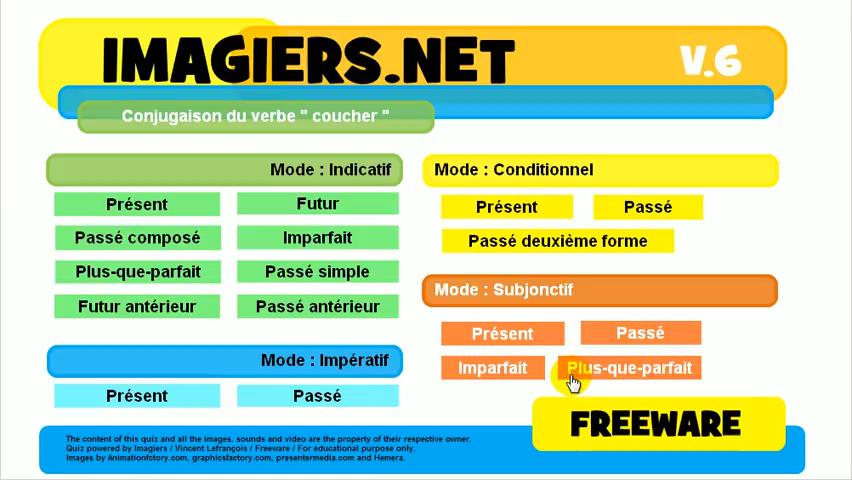 IMAGIERS.NET
V.6
Conjugaison du verbe " coucher "
Mode : Indicatif
Présent
Futur
Passé composé
Imparfait
Plus-que-parfait
Passé simple
Futur antérieur
Passé antérieur
Mode : Impératif
Présent
Passé
Mode : Conditionnel
Présent
Passé
Passé deuxième forme
Mode : Subjonctif
Présent
Passé
Imparfait
Plus-que-parfait
FREEWARE
The content of this quiz and all the images, sounds and video are the property of their respective owner.
Quiz powered by Imagiers / Vincent Lefrançois / Freeware / For educational purpose only.
Images by Animationfctory.com, graphicsfactory.com, presentermedia.com and Hemera.